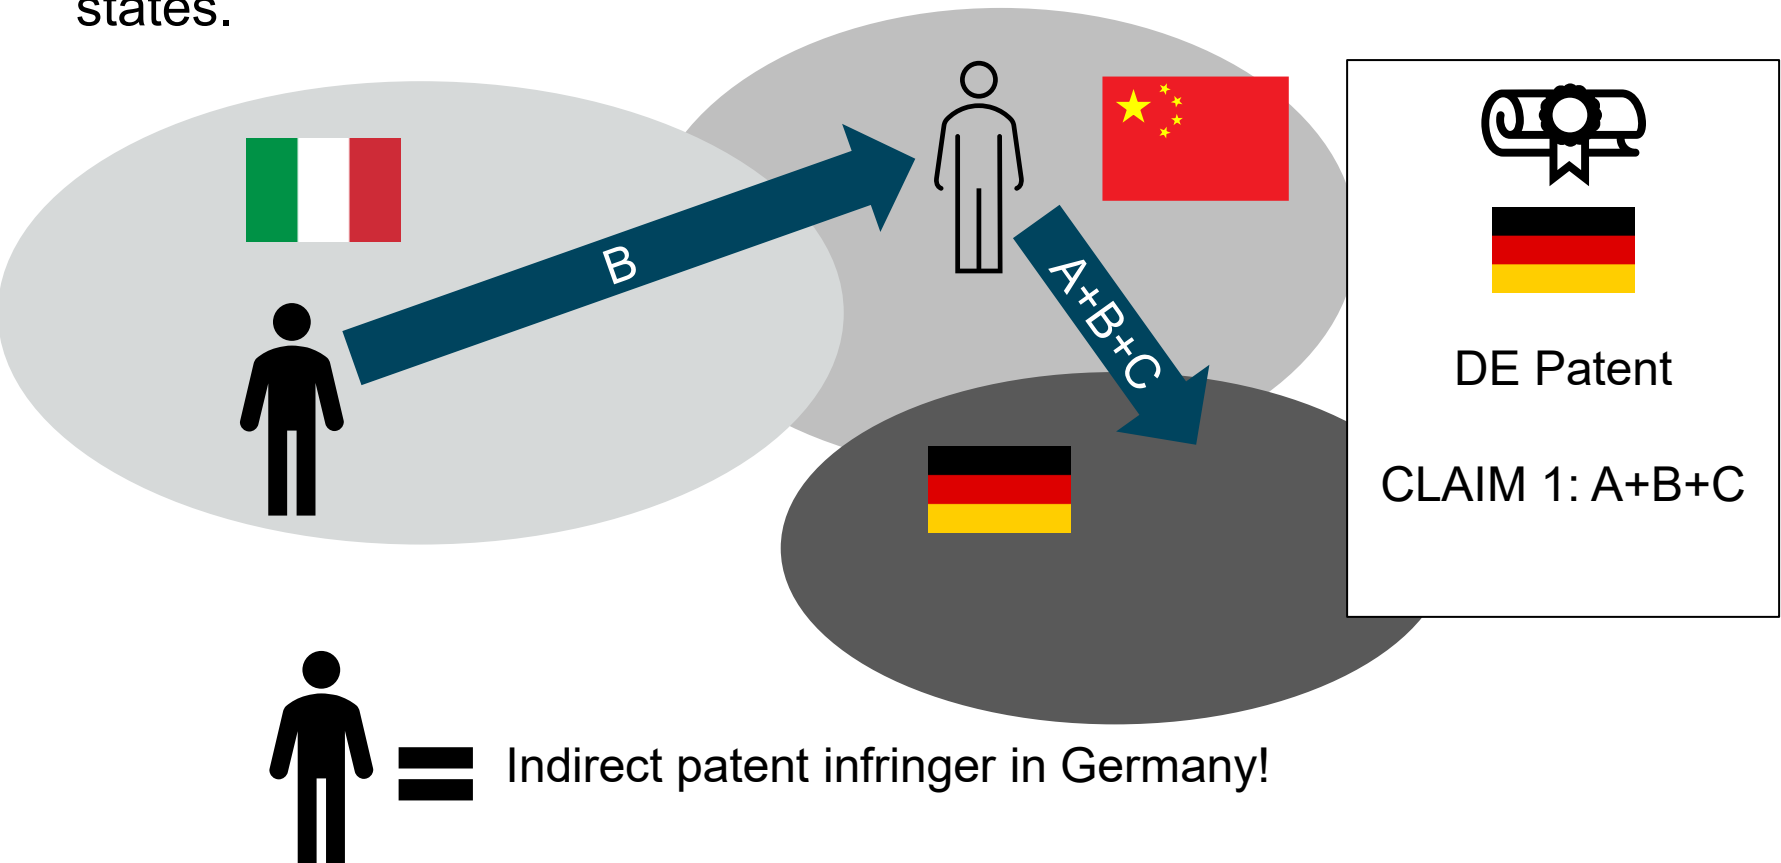 states.
B
A+B+C
DE Patent
CLAIM 1: A+B+C
Indirect patent infringer in Germany!